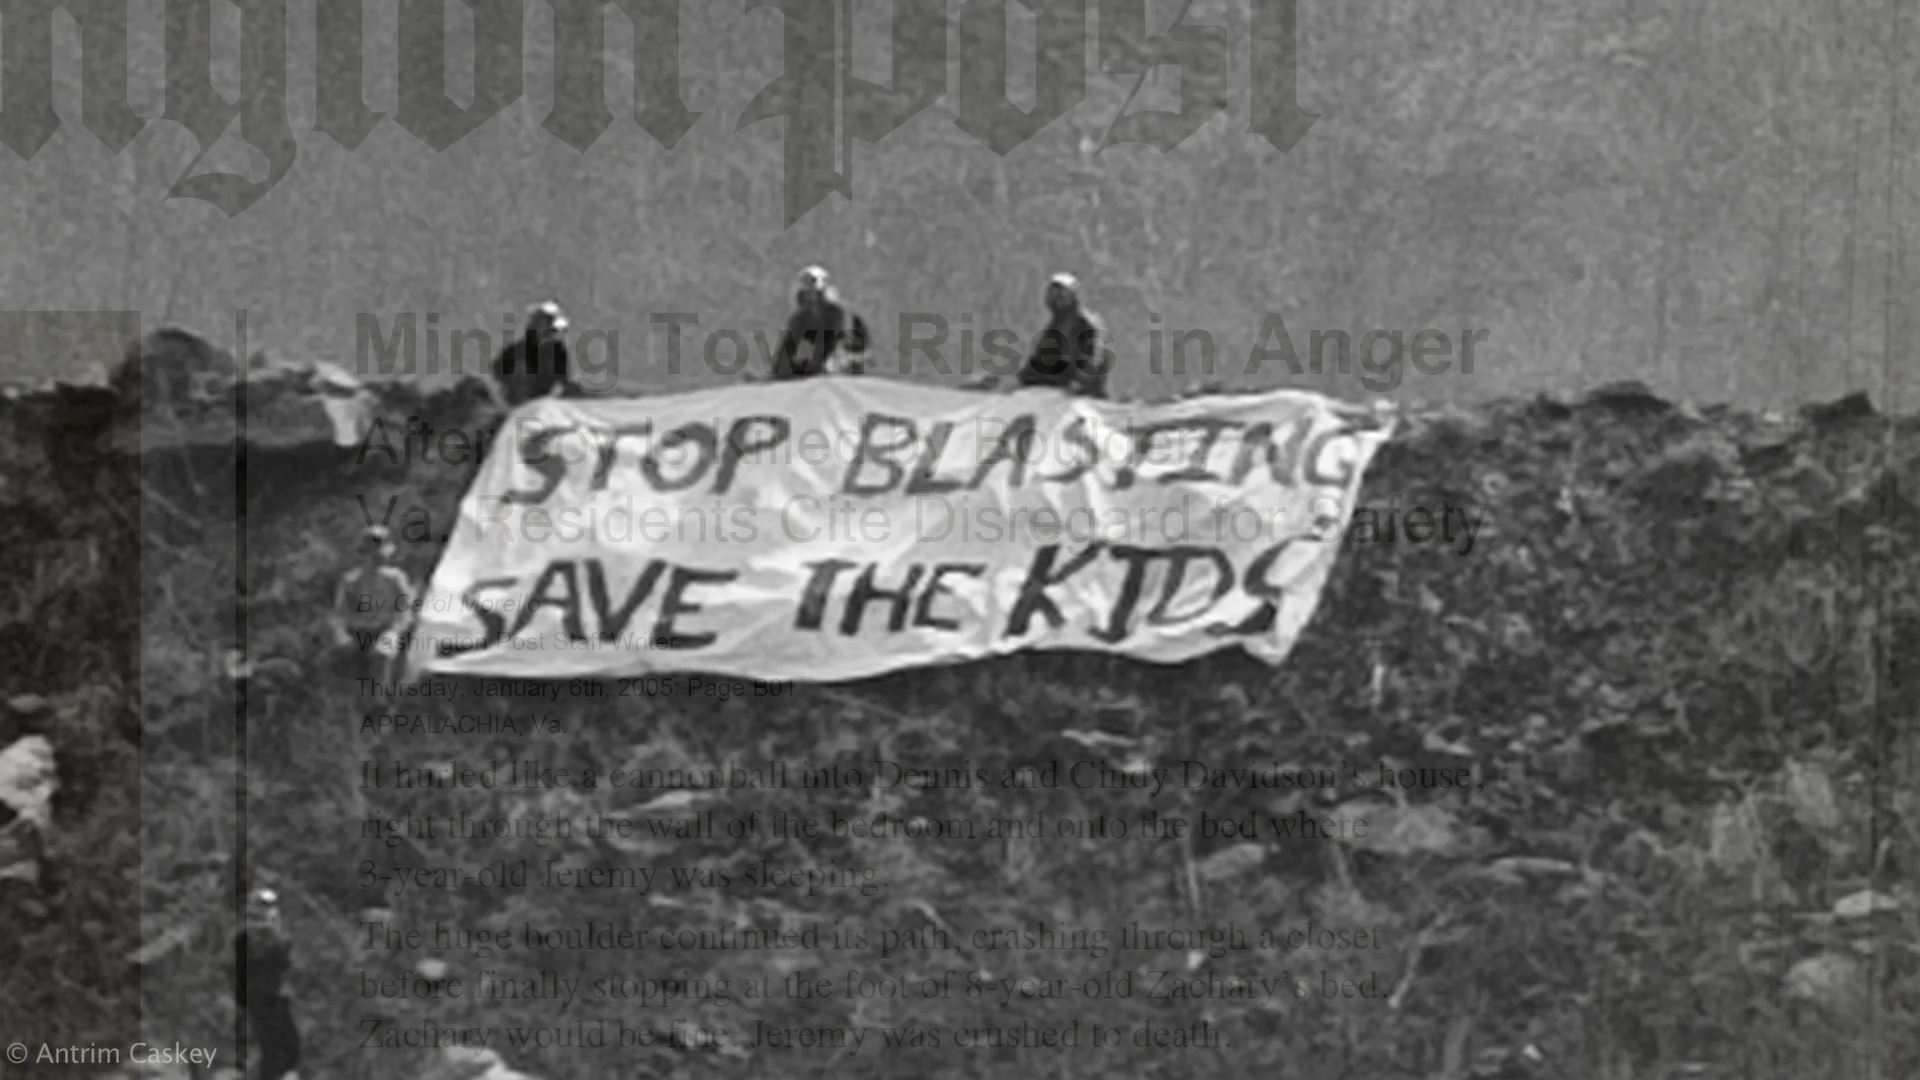 ngton post
Mining Town Rises in Anger
After Boulder
Va. Residents Cite Disregard for Safety
STOP BLASTING
SAVE THE KIDS
By Carol Morello
Washington Post Staff Writer
Thursday, January 6th, 2005; Page B01
APPALACHIA, Va.
It hurled like a cannonball into Dennis and Cindy Davidson's house,
right through the wall of the bedroom and onto the bed where
3-year-old Jeremy was sleeping.
The huge boulder continued its path, crashing through a closet
before finally stopping at the foot of 8-year-old Zachary's bed.
Zachary would be fine. Jeremy was crushed to death.
© Antrim Caskey